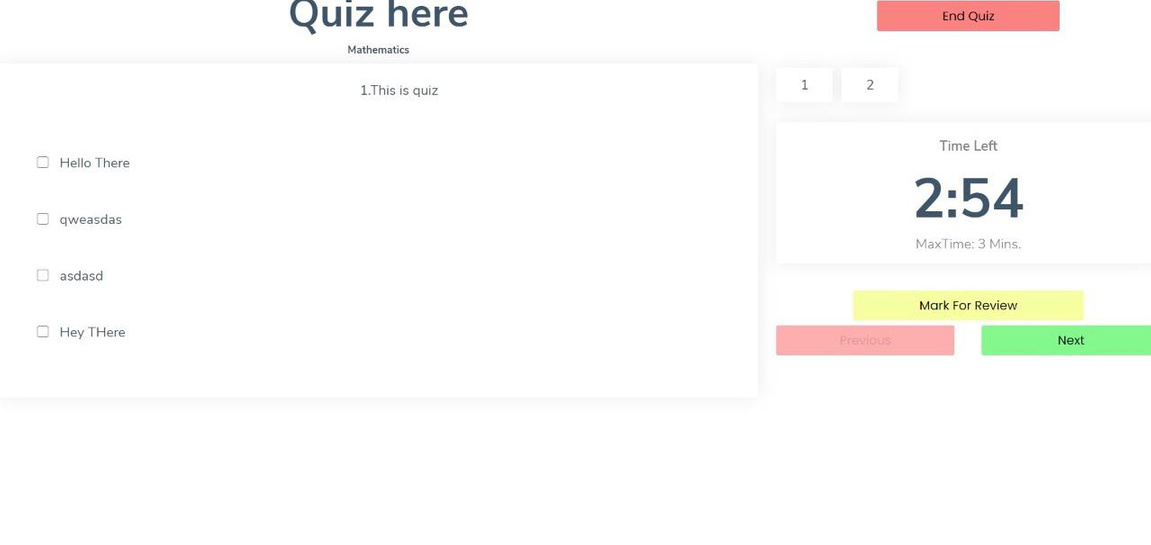 Quiz here
Mathematics
1.This is quiz
Hello There
qweasdas
asdasd
Hey THere
End Quiz
1
2
Time Left
2:54
MaxTime: 3 Mins.
Mark For Review
Previous
Next